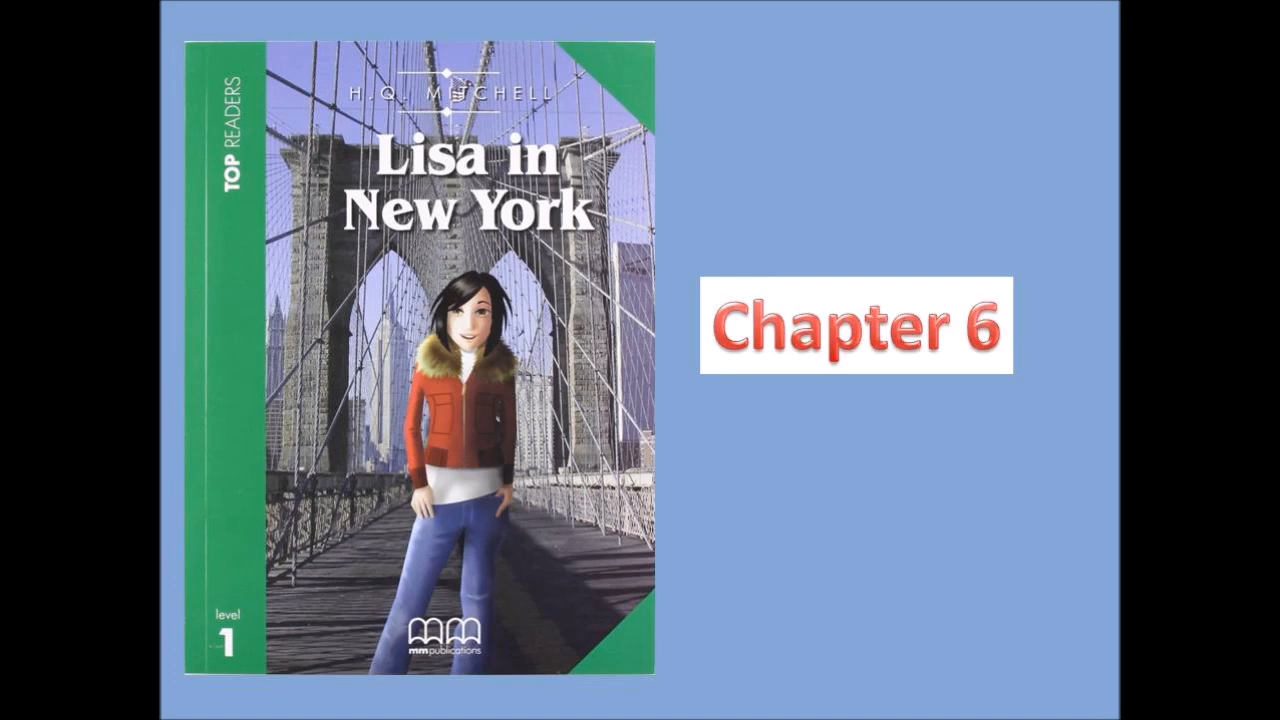 TOP READERS
H.Q. MITCHELL
Lisa in
New York
level
1
mm publications
Chapter 6